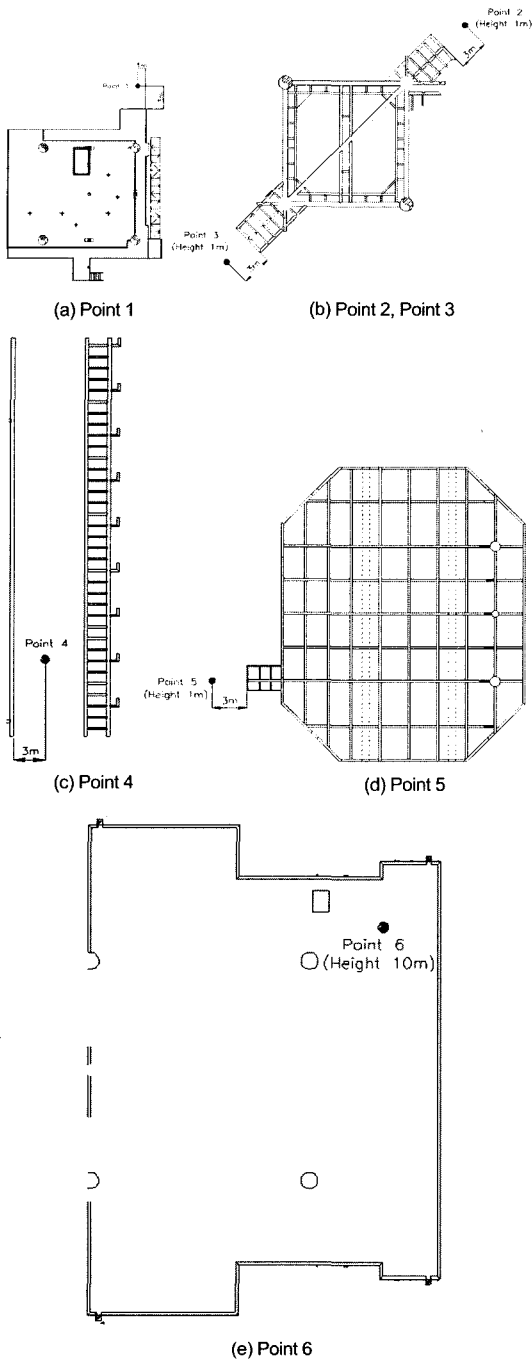 Point 2
(Height 1m)
3m
1m
Point 1
Point 3
(Height 1m)
3m
(a) Point 1
(b) Point 2, Point 3
Point 4
3m
(c) Point 4
Point 5
(Height 1m)
3m
(d) Point 5
Point 6
(Height 10m)
(e) Point 6